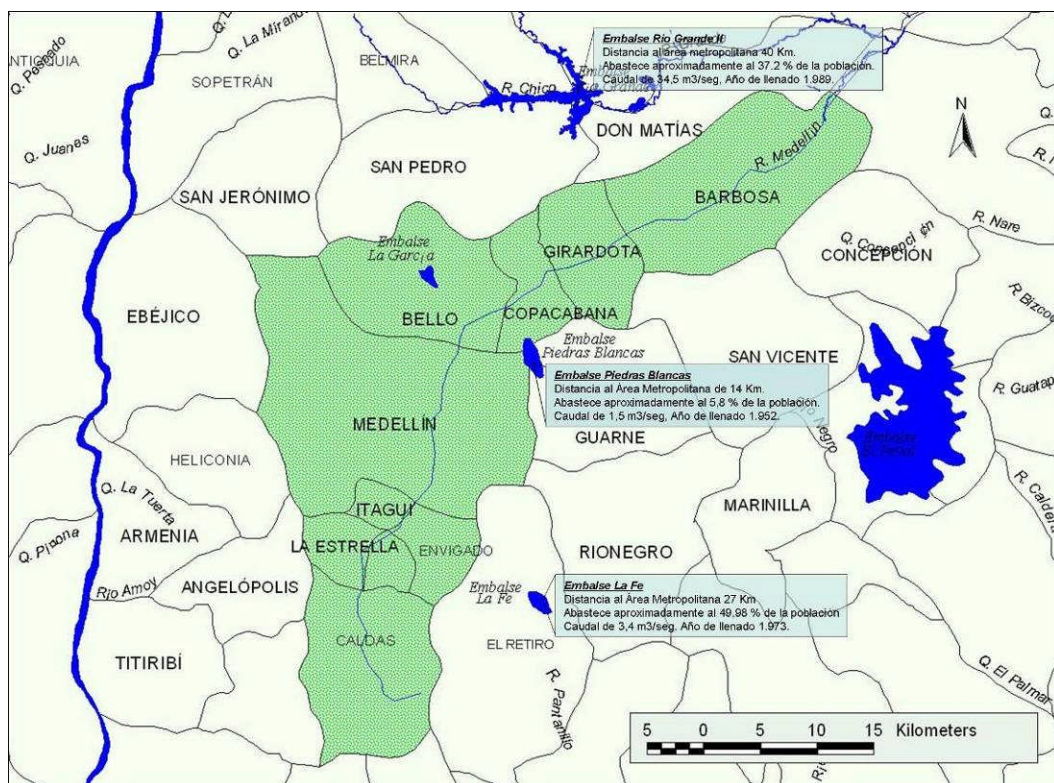 Embalse Río Grande II
Distancia al área metropolitana 40 Km.
Abastece aproximadamente al 37.2 % de la población.
Caudal de 34,5 m3/seg, Año de llenado 1.989.
Q. La
Q. Pescado
SOPETRÁN
BELMIRA
Embalse
R. Chico
DON MATÍAS
N
Q. Juanes
SAN PEDRO
R. Medellín
SAN JERÓNIMO
BARBOSA
R. Nare
Q. Concepción
CONCEPCIÓN
Embalse
La García
GIRARDOTA
EBÉJICO
BELLO
COPACABANA
Embalse
Piedras Blancas
SAN VICENTE
Embalse Piedras Blancas
Distancia al Área Metropolitana de 14 Km.
Abastece aproximadamente al 5,8 % de la población.
Caudal de 1,5 m3/seg, Año de llenado 1.952.
MEDELLÍN
GUARNE
Negro
Embalse
HELICONIA
Q. La Tuerta
MARINILLA
ITAGUI
ARMENIA
LA ESTRELLA
ENVIGADO
RIONEGRO
Río Amoy
ANGELÓPOLIS
Embalse
La Fe
Embalse La Fe
Distancia al Área Metropolitana 27 Km
Abastece aproximadamente al 49.98 % de la población
Caudal de 3,4 m3/seg, Año de llenado 1.973.
CALDAS
EL RETIRO
TITIRIBÍ
R. Pantanillo
Q. El Palmar
5 0 5 10 15 Kilometers